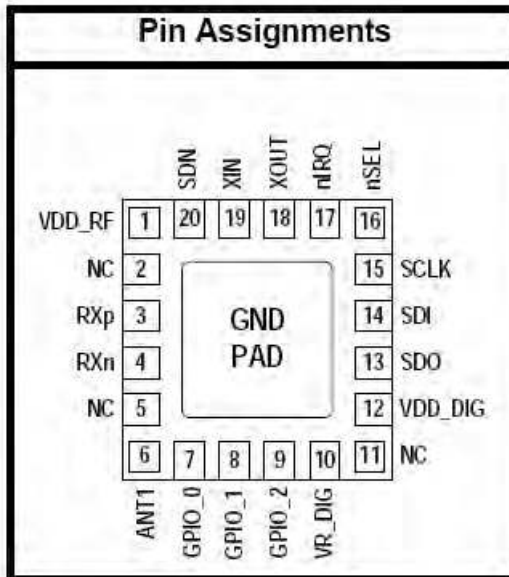 Pin Assignments
SDN
XIN
XOUT
nIRQ
nSEL
VDD_RF 1 20 19 18 17 16
NC 2 15 SCLK
RXp 3 GND 14 SDI
RXn 4 PAD 13 SDO
NC 5 12 VDD_DIG
6 7 8 9 10 11 NC
ANT1
GPIO_0
GPIO_1
GPIO_2
VR_DIG